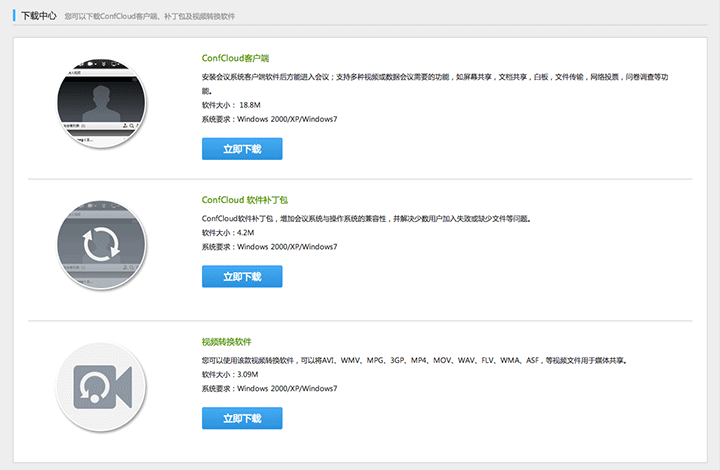 下载中心 您可以下载ConfCloud客户端、补丁包及视频转换软件
ConfCloud客户端
安装会议系统客户端软件后方能进入会议；支持多种视频或数据会议需要的功能，如屏幕共享，文档共享，白板，文件传输，网络投票，问卷调查等功
能。
软件大小： 18.8M
系统要求：Windows 2000/XP/Windows7
立即下载
ConfCloud 软件补丁包
ConfCloud软件补丁包，增加会议系统与操作系统的兼容性，并解决少数用户加入失败或缺少文件等问题。
软件大小：4.2M
系统要求：Windows 2000/XP/Windows7
立即下载
视频转换软件
您可以使用该款视频转换软件，可以将AVI、WMV、MPG、3GP、MP4、MOV、WAV、FLV、WMA、ASF，等视频文件用于媒体共享。
软件大小：3.09M
系统要求：Windows 2000/XP/Windows7
立即下载